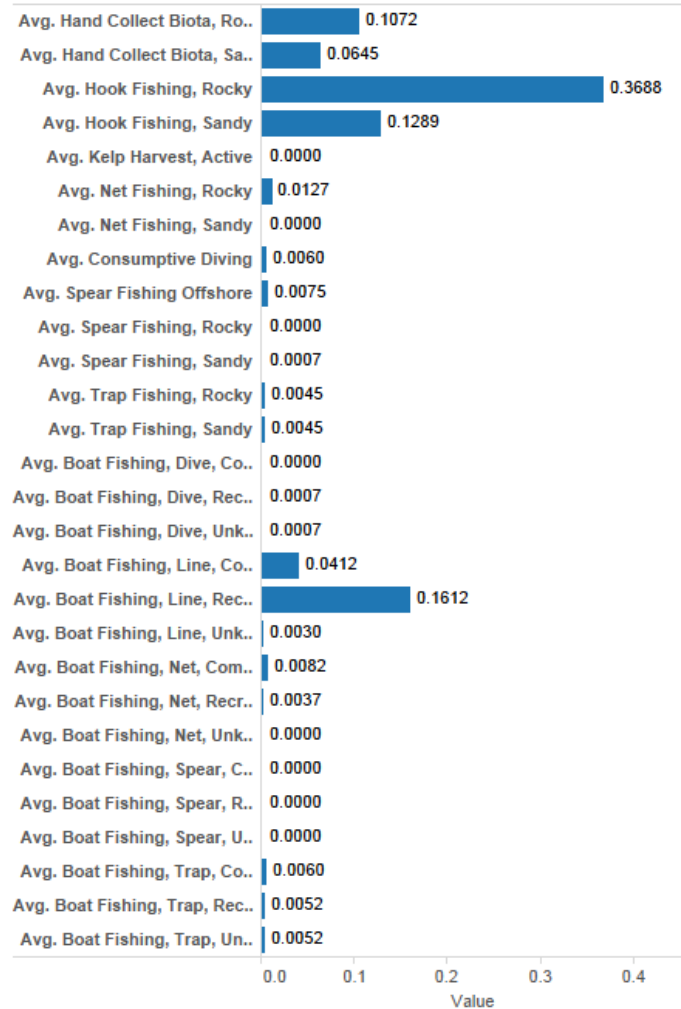 Avg. Hand Collect Biota, Ro.. 0.1072
Avg. Hand Collect Biota, Sa.. 0.0645
Avg. Hook Fishing, Rocky 0.3688
Avg. Hook Fishing, Sandy 0.1289
Avg. Kelp Harvest, Active 0.0000
Avg. Net Fishing, Rocky 0.0127
Avg. Net Fishing, Sandy 0.0000
Avg. Consumptive Diving 0.0060
Avg. Spear Fishing Offshore 0.0075
Avg. Spear Fishing, Rocky 0.0000
Avg. Spear Fishing, Sandy 0.0007
Avg. Trap Fishing, Rocky 0.0045
Avg. Trap Fishing, Sandy 0.0045
Avg. Boat Fishing, Dive, Co.. 0.0000
Avg. Boat Fishing, Dive, Rec.. 0.0007
Avg. Boat Fishing, Dive, Unk.. 0.0007
Avg. Boat Fishing, Line, Co.. 0.0412
Avg. Boat Fishing, Line, Rec.. 0.1612
Avg. Boat Fishing, Line, Unk.. 0.0030
Avg. Boat Fishing, Net, Com.. 0.0082
Avg. Boat Fishing, Net, Recr.. 0.0037
Avg. Boat Fishing, Net, Unk.. 0.0000
Avg. Boat Fishing, Spear, C.. 0.0000
Avg. Boat Fishing, Spear, R.. 0.0000
Avg. Boat Fishing, Spear, U.. 0.0000
Avg. Boat Fishing, Trap, Co.. 0.0060
Avg. Boat Fishing, Trap, Rec.. 0.0052
Avg. Boat Fishing, Trap, Un.. 0.0052
0.0 0.1 0.2 0.3 0.4
Value